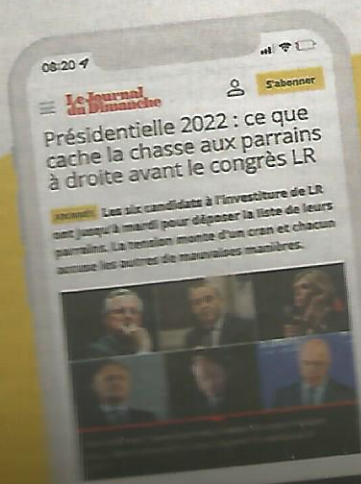 08:20
Le Journal
du Dimanche
S'abonner
Présidentielle 2022 : ce que
cache la chasse aux parrains
à droite avant le congrès LR
ABONNÉS Les six candidats à l'investiture de LR
ont jusqu'à mardi pour déposer la liste de leurs
parrains. La tension monte d'un cran et chacun
accuse les autres de mauvaises manières.